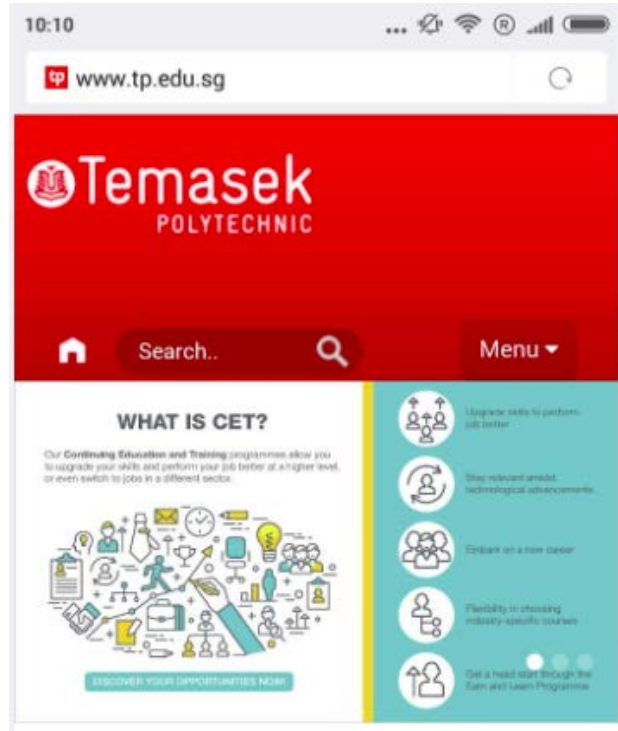 10:10
... ®
tp www.tp.edu.sg
Temasek
POLYTECHNIC
Search..
Menu
WHAT IS CET?
Our Continuing Education and Training programmes allow you
to upgrade your skills and perform your job better at a higher level,
or even switch to jobs in a different sector.
DISCOVER YOUR OPPORTUNITIES NOW!
Upgrade skills to perform
job better
Stay relevant amidst
technological advancements
Embark on a new career
Flexibility in choosing
industry-specific courses
Get a head start through the
Earn and Learn Programme